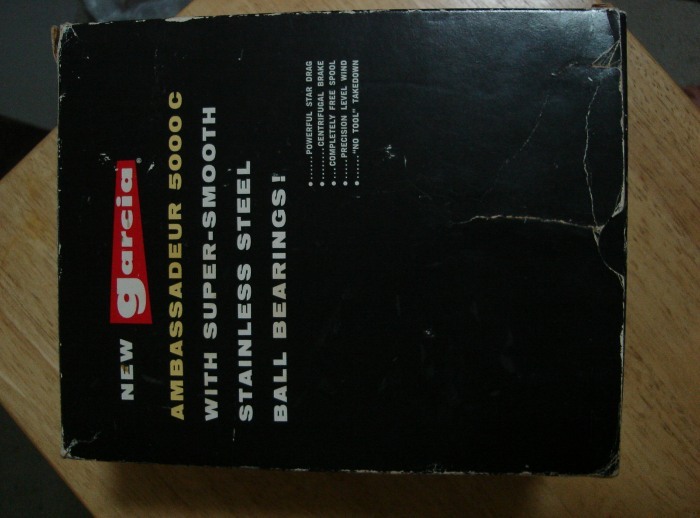 NEW garcia®
AMBASSADEUR 5000 C
WITH SUPER-SMOOTH
STAINLESS STEEL
BALL BEARINGS!
●.......POWERFUL STAR DRAG
●.........CENTRIFUGAL BRAKE
●....COMPLETELY FREE SPOOL
●......PRECISION LEVEL WIND
●......"NO TOOL" TAKEDOWN